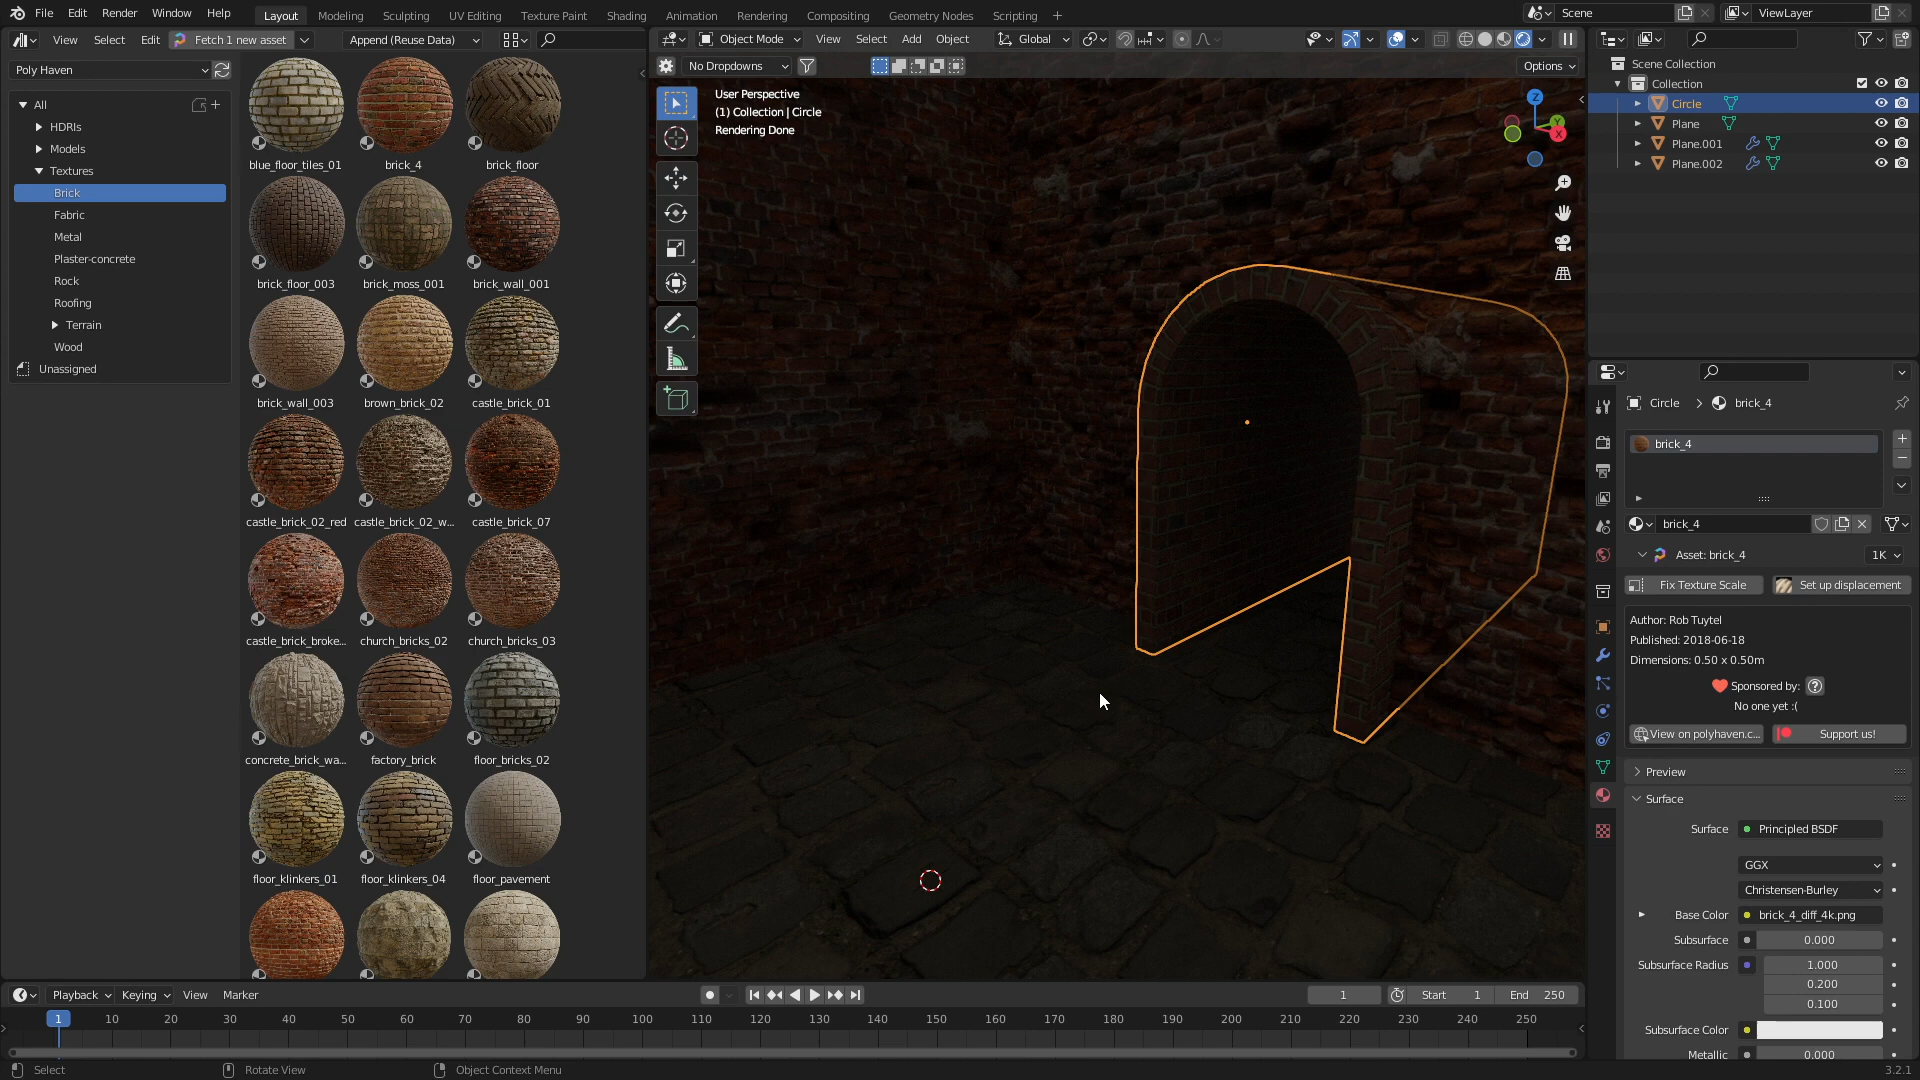 File Edit Render Window Help
Layout Modeling Sculpting UV Editing Texture Paint Shading Animation Rendering Compositing Geometry Nodes Scripting +
Scene
ViewLayer
View Select Edit Fetch 1 new asset
Append (Reuse Data)
Object Mode View Select Add Object Global
Poly Haven
No Dropdowns
Options
All
HDRIs
Models
Textures
Brick
Fabric
Metal
Plaster-concrete
Rock
Roofing
Terrain
Wood
Unassigned
blue_floor_tiles_01 brick_4 brick_floor
brick_floor_003 brick_moss_001 brick_wall_001
brick_wall_003 brown_brick_02 castle_brick_01
castle_brick_02_red castle_brick_02_w... castle_brick_07
castle_brick_broke... church_bricks_02 church_bricks_03
concrete_brick_wa... factory_brick floor_bricks_02
floor_klinkers_01 floor_klinkers_04 floor_pavement
User Perspective
(1) Collection | Circle
Rendering Done
Z
Y
X
Scene Collection
Collection
Circle
Plane
Plane.001
Plane.002
Circle > brick_4
brick_4
brick_4
Asset: brick_4 1K
Fix Texture Scale Set up displacement
Author: Rob Tuytel
Published: 2018-06-18
Dimensions: 0.50 x 0.50m
Sponsored by:
No one yet :(
View on polyhaven.c... Support us!
Preview
Surface
Surface Principled BSDF
GGX
Christensen-Burley
Base Color brick_4_diff_4k.png
Subsurface 0.000
Subsurface Radius 1.000
0.200
0.100
Subsurface Color
Metallic 0.000
Playback Keying View Marker
1 Start 1 End 250
1 10 20 30 40 50 60 70 80 90 100 110 120 130 140 150 160 170 180 190 200 210 220 230 240 250
Select Rotate View Object Context Menu
3.2.1